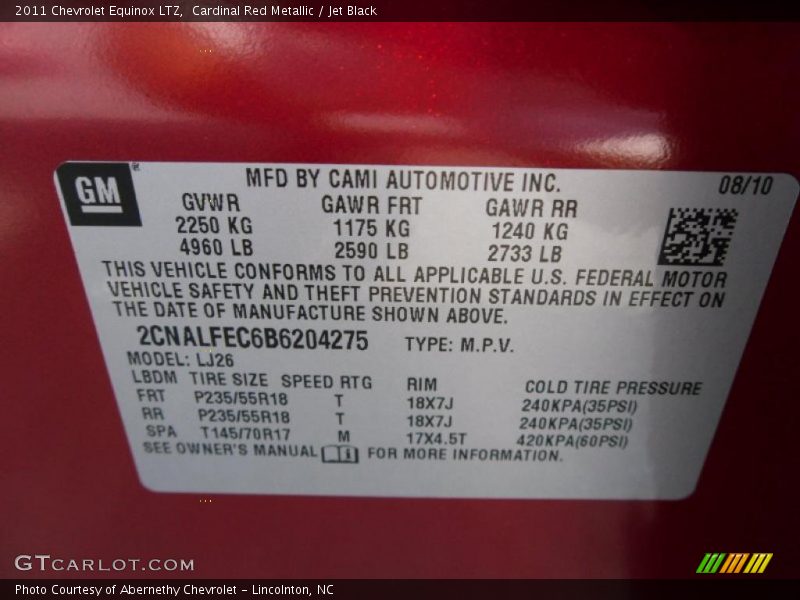 2011 Chevrolet Equinox LTZ, Cardinal Red Metallic / Jet Black
GM
MFD BY CAMI AUTOMOTIVE INC. 08/10
GVWR GAWR FRT GAWR RR
2250 KG 1175 KG 1240 KG
4960 LB 2590 LB 2733 LB
THIS VEHICLE CONFORMS TO ALL APPLICABLE U.S. FEDERAL MOTOR
VEHICLE SAFETY AND THEFT PREVENTION STANDARDS IN EFFECT ON
THE DATE OF MANUFACTURE SHOWN ABOVE.
2CNALFEC6B6204275 TYPE: M.P.V.
MODEL: LJ26
LBDM TIRE SIZE SPEED RTG RIM COLD TIRE PRESSURE
FRT P235/55R18 T 18X7J 240KPA(35PSI)
RR P235/55R18 T 18X7J 240KPA(35PSI)
SPA T145/70R17 M 17X4.5T 420KPA(60PSI)
SEE OWNER'S MANUAL FOR MORE INFORMATION.
GTCARLOT.COM
Photo Courtesy of Abernethy Chevrolet - Lincolnton, NC